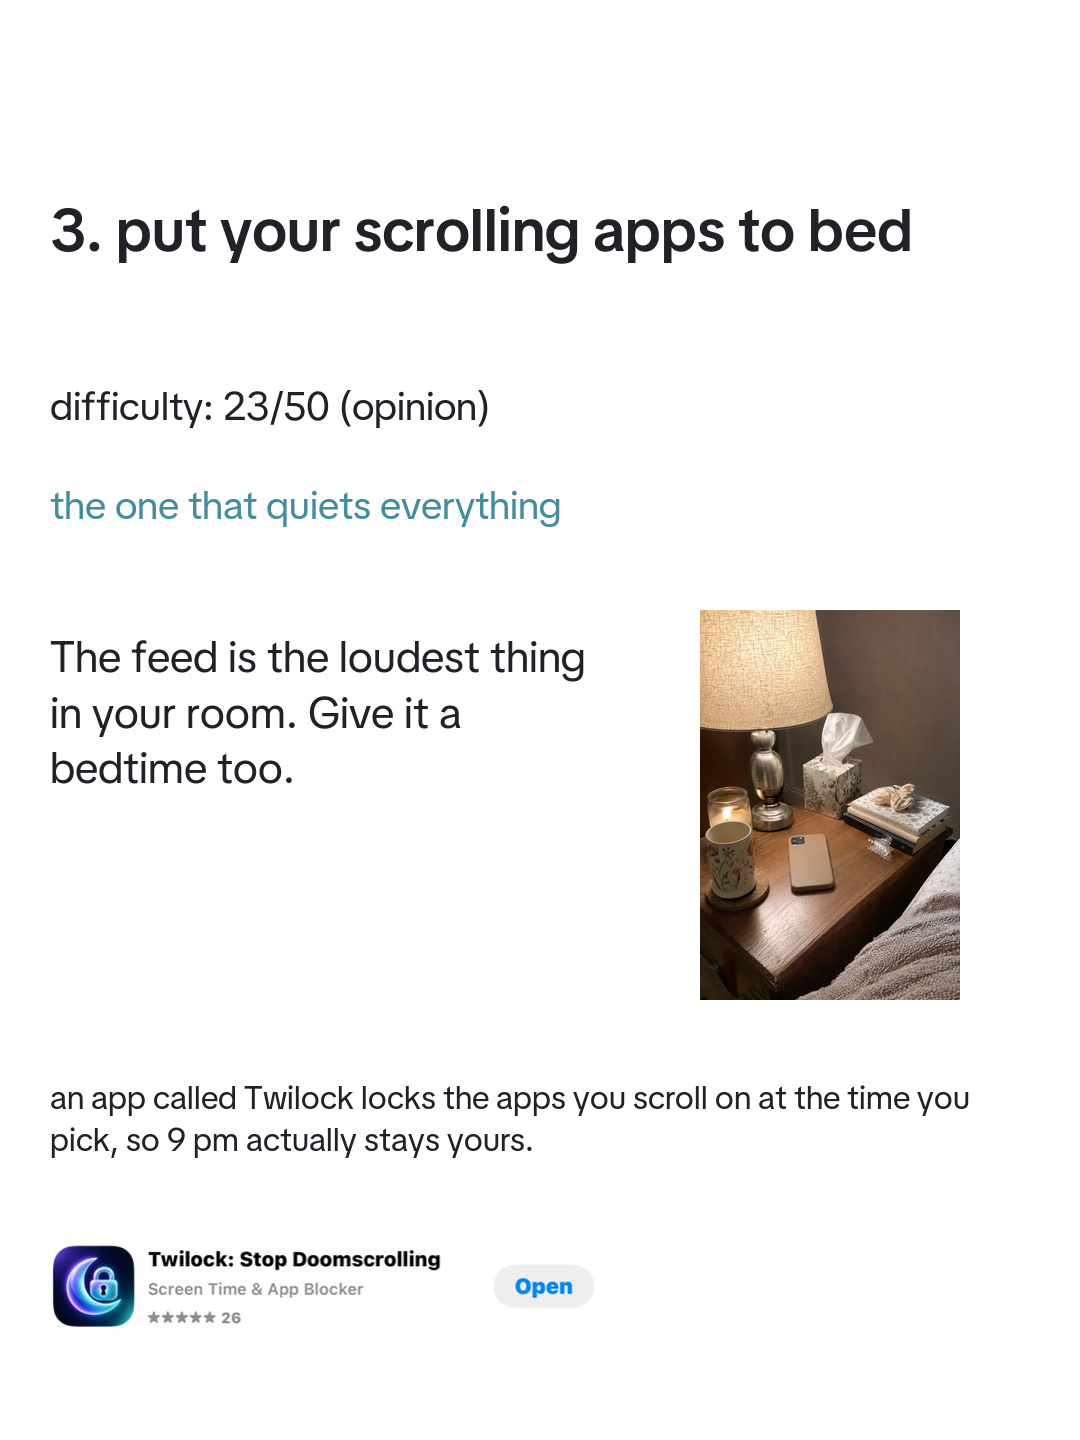 3. put your scrolling apps to bed
difficulty: 23/50 (opinion)
the one that quiets everything
The feed is the loudest thing
in your room. Give it a
bedtime too.
an app called Twilock locks the apps you scroll on at the time you
pick, so 9 pm actually stays yours.
Twilock: Stop Doomscrolling
Screen Time & App Blocker
★★★★★ 26
Open